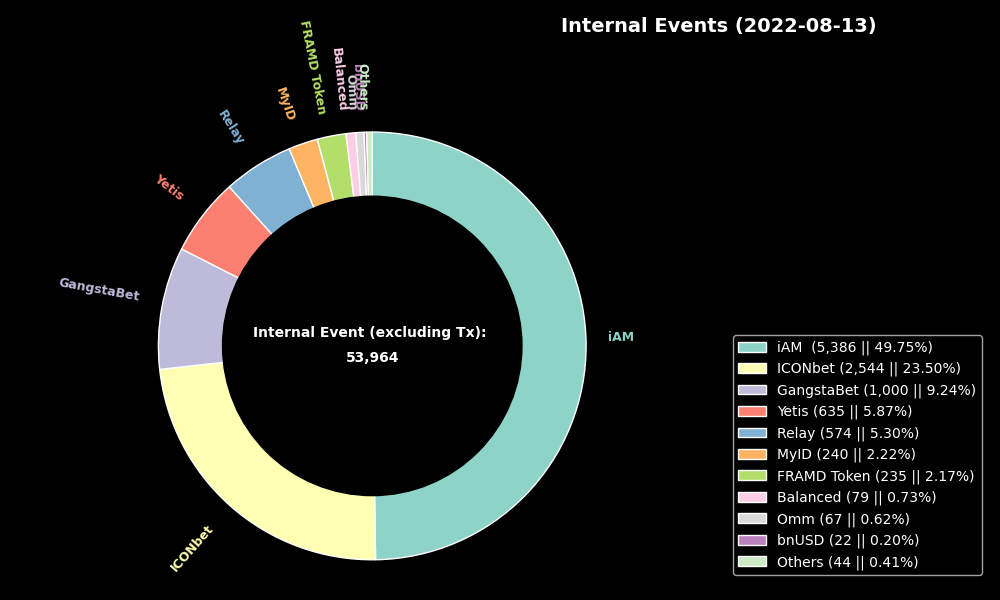 Internal Events (2022-08-13)
FRAMD Token
Balanced
Omm
bnUSD
Others
MyID
Relay
Yetis
GangstaBet
iAM
ICONbet
Internal Event (excluding Tx):
53,964
iAM  (5,386 || 49.75%)
ICONbet (2,544 || 23.50%)
GangstaBet (1,000 || 9.24%)
Yetis (635 || 5.87%)
Relay (574 || 5.30%)
MyID (240 || 2.22%)
FRAMD Token (235 || 2.17%)
Balanced (79 || 0.73%)
Omm (67 || 0.62%)
bnUSD (22 || 0.20%)
Others (44 || 0.41%)